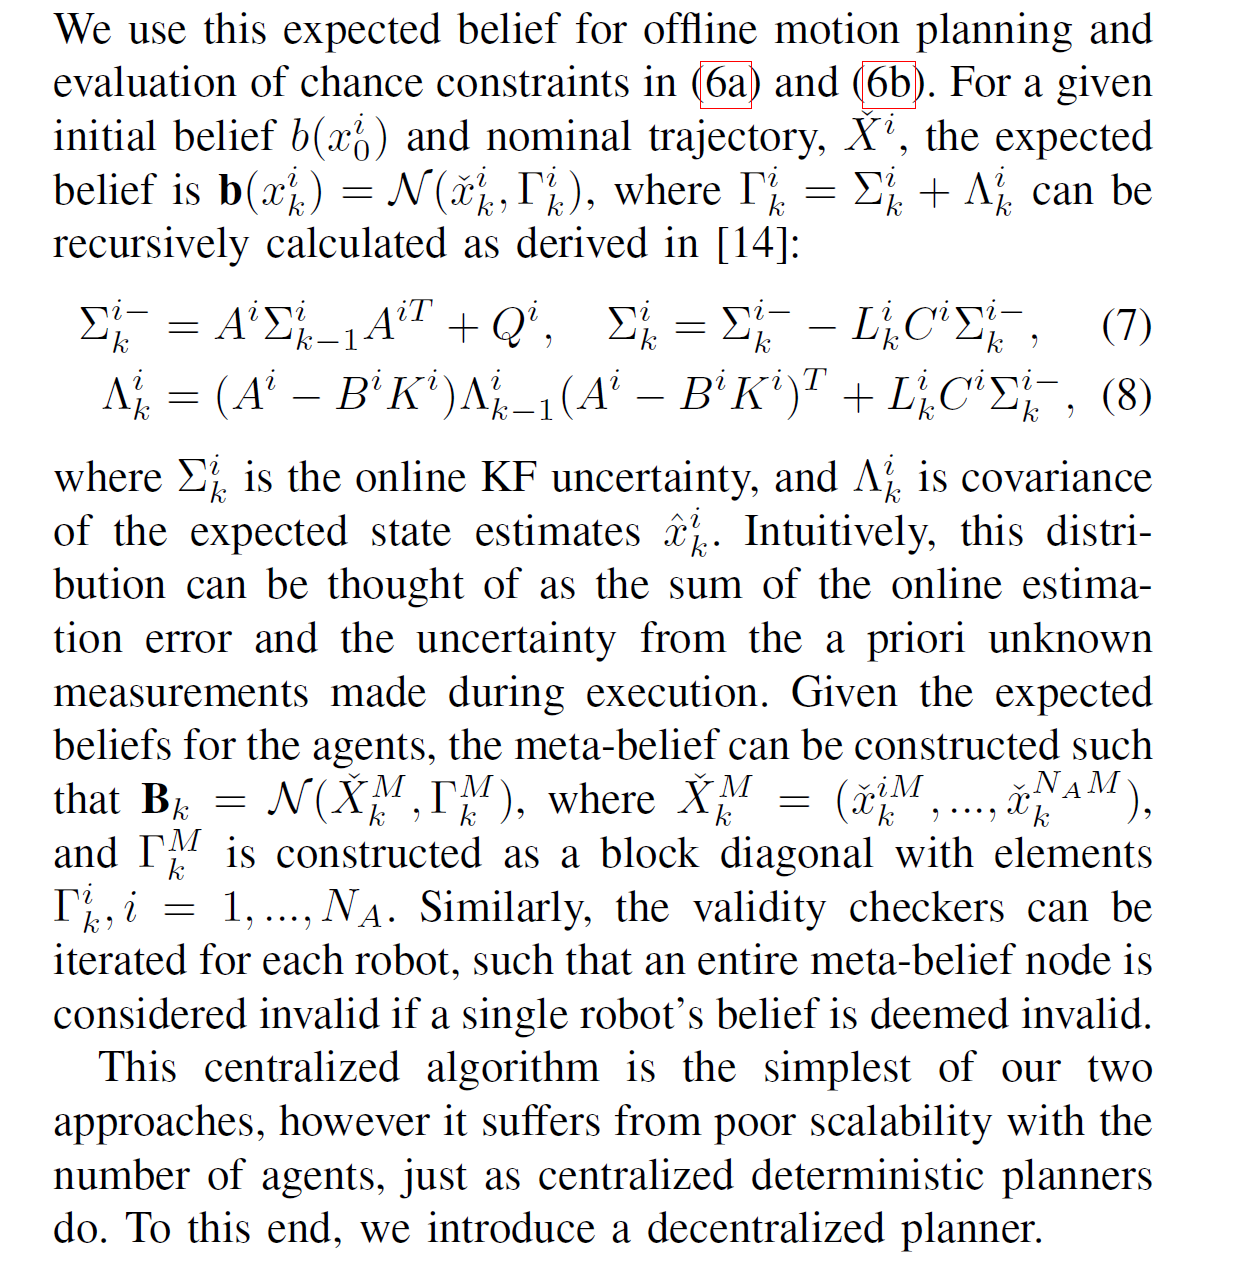 We use this expected belief for offline motion planning and
evaluation of chance constraints in (6a) and (6b). For a given
initial belief $b(x_0^i)$ and nominal trajectory, $\check{X}^i$, the expected
belief is $\mathbf{b}(x_k^i) = \mathcal{N}(\check{x}_k^i, \Gamma_k^i)$, where $\Gamma_k^i = \Sigma_k^i + \Lambda_k^i$ can be
recursively calculated as derived in [14]:
$\Sigma_k^{i-} = A^i \Sigma_{k-1}^i A^{iT} + Q^i, \quad \Sigma_k^i = \Sigma_k^{i-} - L_k^i C^i \Sigma_k^{i-},$ (7)
$\Lambda_k^i = (A^i - B^i K^i) \Lambda_{k-1}^i (A^i - B^i K^i)^T + L_k^i C^i \Sigma_k^{i-},$ (8)
where $\Sigma_k^i$ is the online KF uncertainty, and $\Lambda_k^i$ is covariance
of the expected state estimates $\hat{x}_k^i$. Intuitively, this distri-
bution can be thought of as the sum of the online estima-
tion error and the uncertainty from the a priori unknown
measurements made during execution. Given the expected
beliefs for the agents, the meta-belief can be constructed such
that $\mathbf{B}_k = \mathcal{N}(\check{X}_k^M, \Gamma_k^M)$, where $\check{X}_k^M = (\check{x}_k^{iM}, ..., \check{x}_k^{N_A M})$,
and $\Gamma_k^M$ is constructed as a block diagonal with elements
$\Gamma_k^i, i = 1, ..., N_A$. Similarly, the validity checkers can be
iterated for each robot, such that an entire meta-belief node is
considered invalid if a single robot's belief is deemed invalid.
This centralized algorithm is the simplest of our two
approaches, however it suffers from poor scalability with the
number of agents, just as centralized deterministic planners
do. To this end, we introduce a decentralized planner.